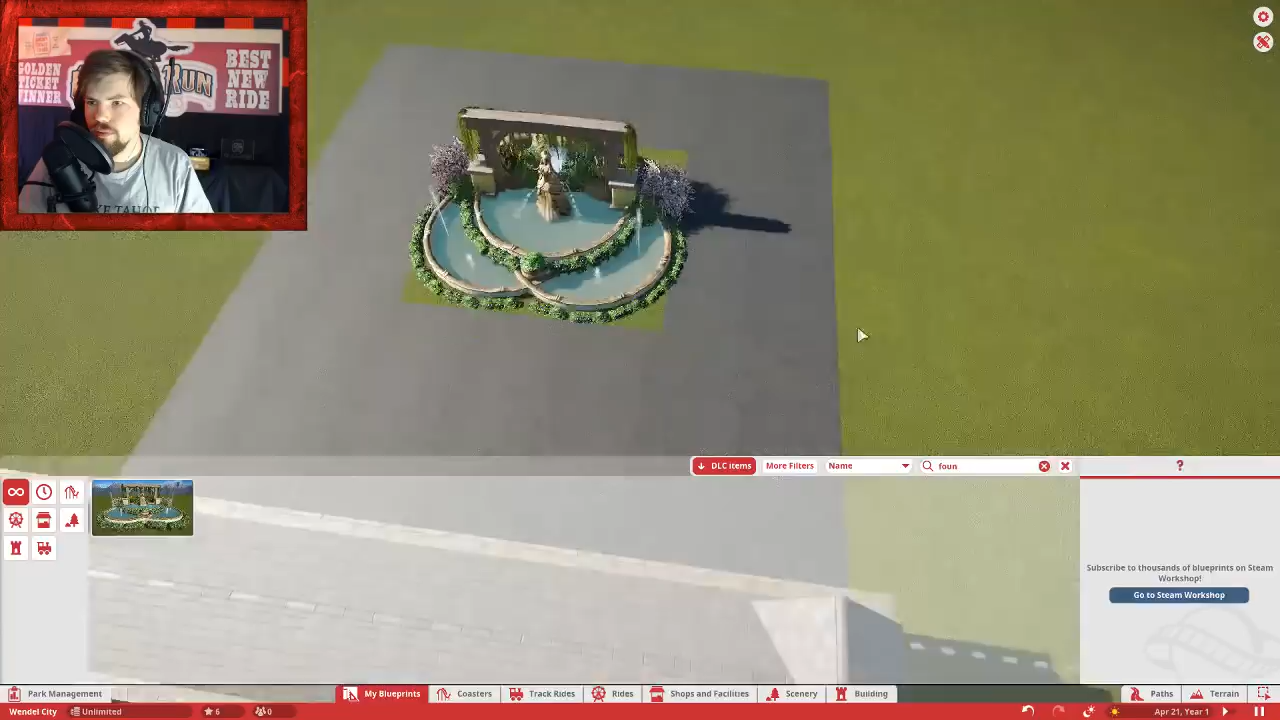 GOLDEN
TICKET
WINNER
RUN
BEST
NEW
RIDE
DLC items
More Filters
Name
foun
?
Subscribe to thousands of blueprints on Steam
Workshop!
Go to Steam Workshop
Park Management
My Blueprints
Coasters
Track Rides
Rides
Shops and Facilities
Scenery
Building
Paths
Terrain
Wendel City
Unlimited
6
0
Apr 21, Year 1